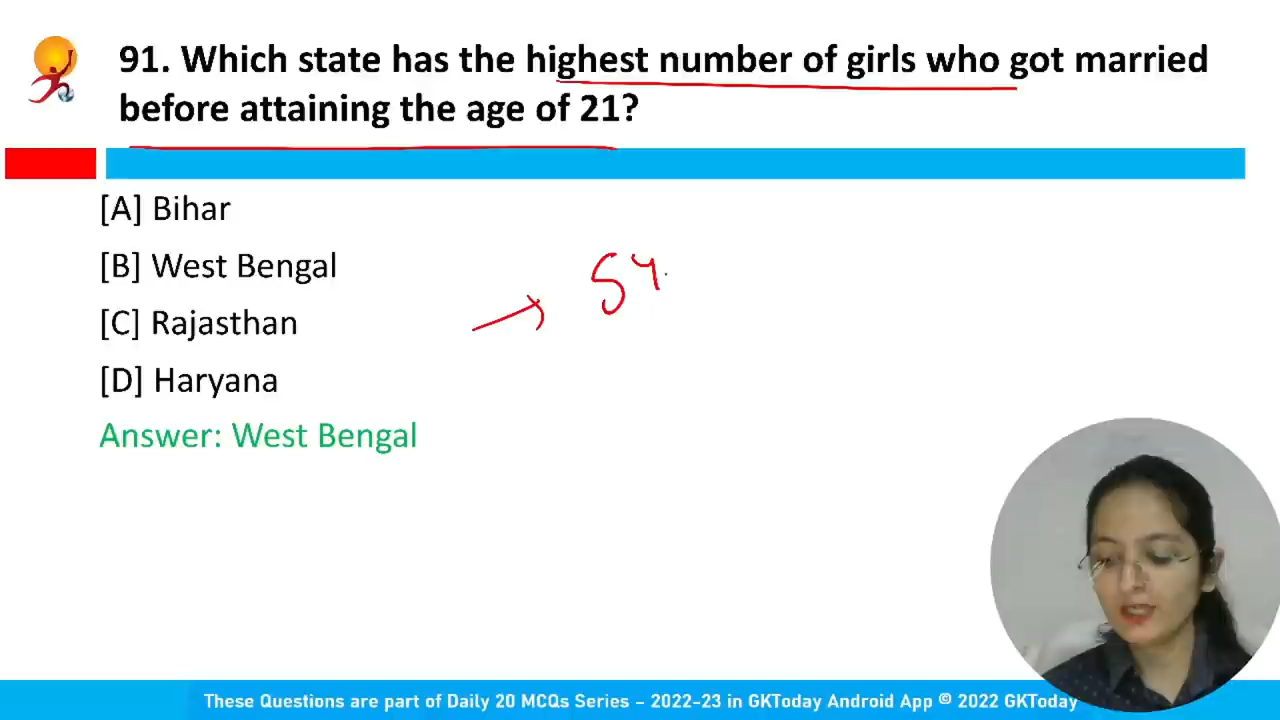 91. Which state has the highest number of girls who got married
before attaining the age of 21?
[A] Bihar
[B] West Bengal
54.
[C] Rajasthan
[D] Haryana
Answer: West Bengal
These Questions are part of Daily 20 MCQs Series – 2022-23 in GKToday Android App © 2022 GKToday